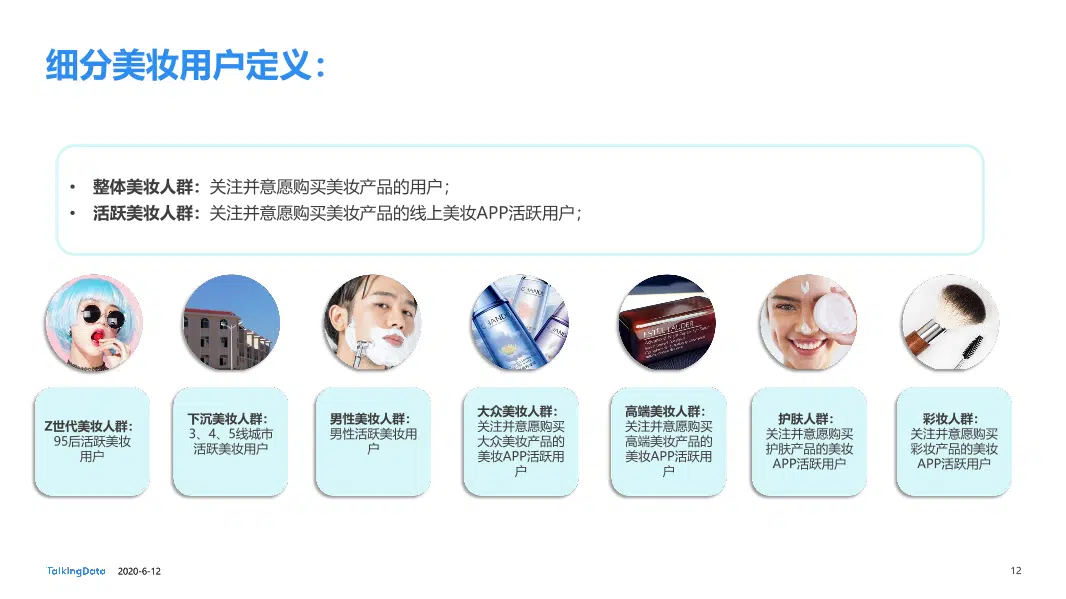 细分美妆用户定义：
• 整体美妆人群：关注并意愿购买美妆产品的用户；
• 活跃美妆人群：关注并意愿购买美妆产品的线上美妆APP活跃用户；
ESTEE LAUDER
Z世代美妆人群：
95后活跃美妆
用户
下沉美妆人群：
3、4、5线城市
活跃美妆用户
男性美妆人群：
男性活跃美妆用
户
大众美妆人群：
关注并意愿购买
大众美妆产品的
美妆APP活跃用
户
高端美妆人群：
关注并意愿购买
高端美妆产品的
美妆APP活跃用
户
护肤人群：
关注并意愿购买
护肤产品的美妆
APP活跃用户
彩妆人群：
关注并意愿购买
彩妆产品的美妆
APP活跃用户
TalkingData 2020-6-12
12